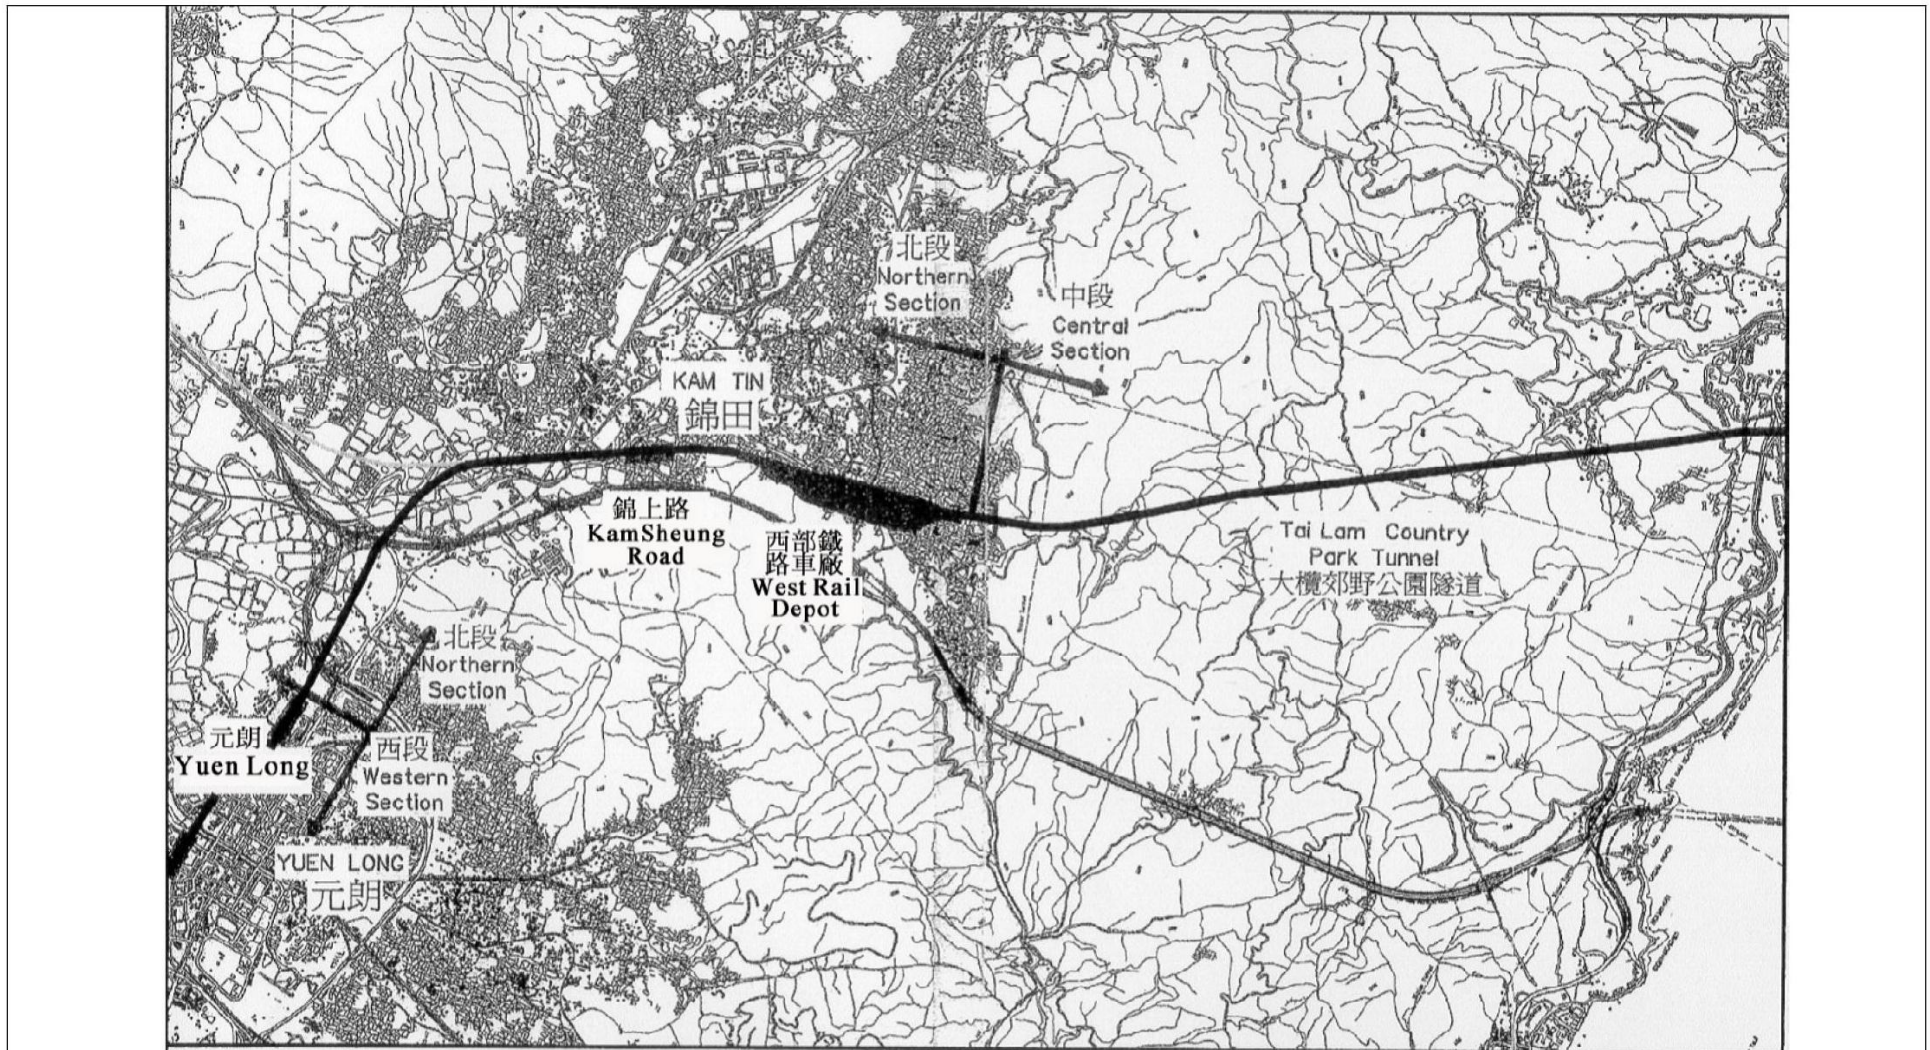 北段
Northern
Section
中段
Central
Section
KAM TIN
錦田
錦上路
KamSheung
Road
西部鐵
路車廠
West Rail
Depot
Tai Lam Country
Park Tunnel
大欖郊野公園隧道
北段
Northern
Section
元朗
Yuen Long
西段
Western
Section
YUEN LONG
元朗